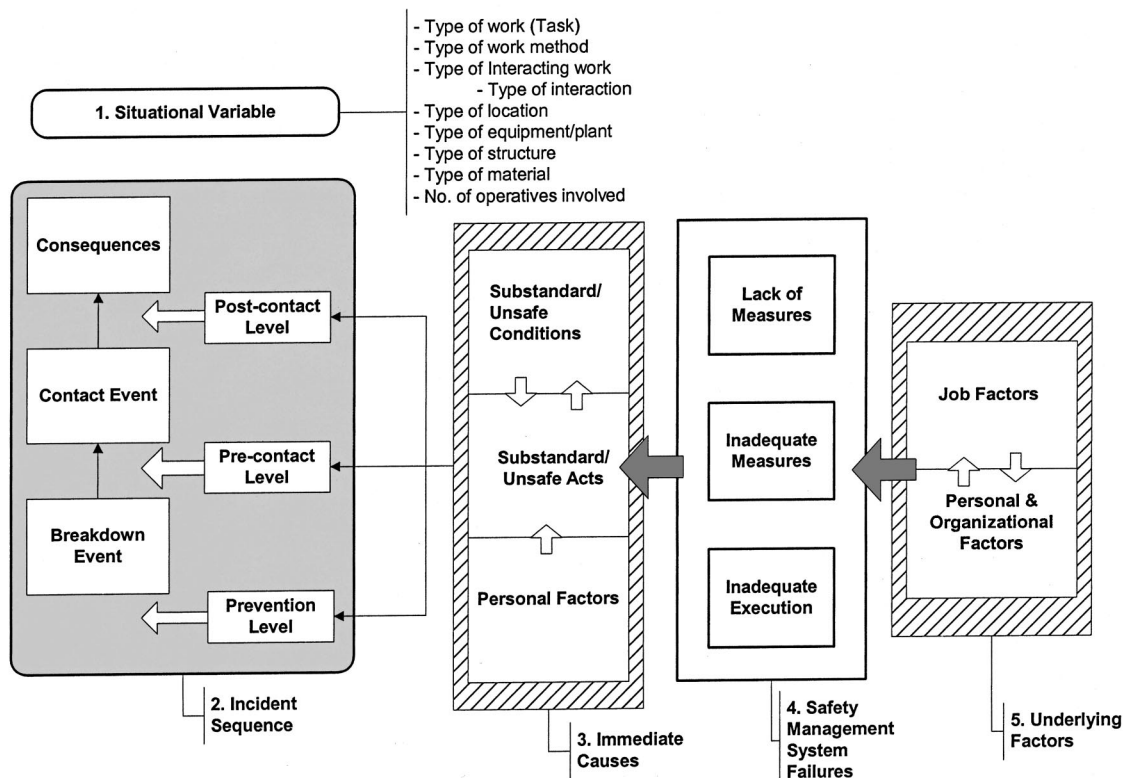 - Type of work (Task)
- Type of work method
- Type of Interacting work
- Type of interaction
- Type of location
- Type of equipment/plant
- Type of structure
- Type of material
- No. of operatives involved
1. Situational Variable
Consequences
Post-contact
Level
Contact Event
Pre-contact
Level
Breakdown
Event
Prevention
Level
2. Incident
Sequence
Substandard/
Unsafe
Conditions
Substandard/
Unsafe Acts
Personal Factors
3. Immediate
Causes
Lack of
Measures
Inadequate
Measures
Inadequate
Execution
4. Safety
Management
System
Failures
Job Factors
Personal &
Organizational
Factors
5. Underlying
Factors